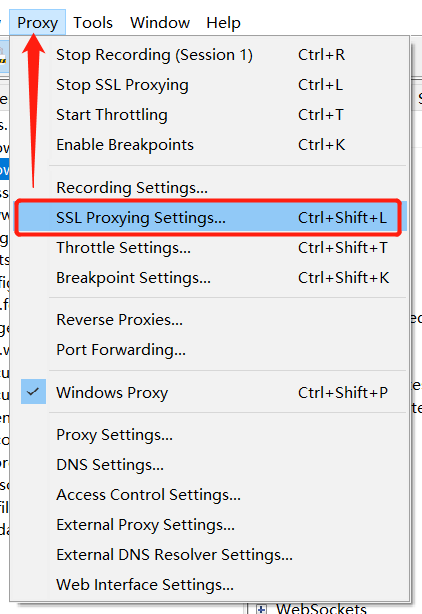 Proxy Tools Window Help
Stop Recording (Session 1) Ctrl+R
Stop SSL Proxying Ctrl+L
Start Throttling Ctrl+T
Enable Breakpoints Ctrl+K
Recording Settings...
SSL Proxying Settings... Ctrl+Shift+L
Throttle Settings... Ctrl+Shift+T
Breakpoint Settings... Ctrl+Shift+K
Reverse Proxies...
Port Forwarding...
Windows Proxy Ctrl+Shift+P
Proxy Settings...
DNS Settings...
Access Control Settings...
External Proxy Settings...
External DNS Resolver Settings...
Web Interface Settings...
WebSockets